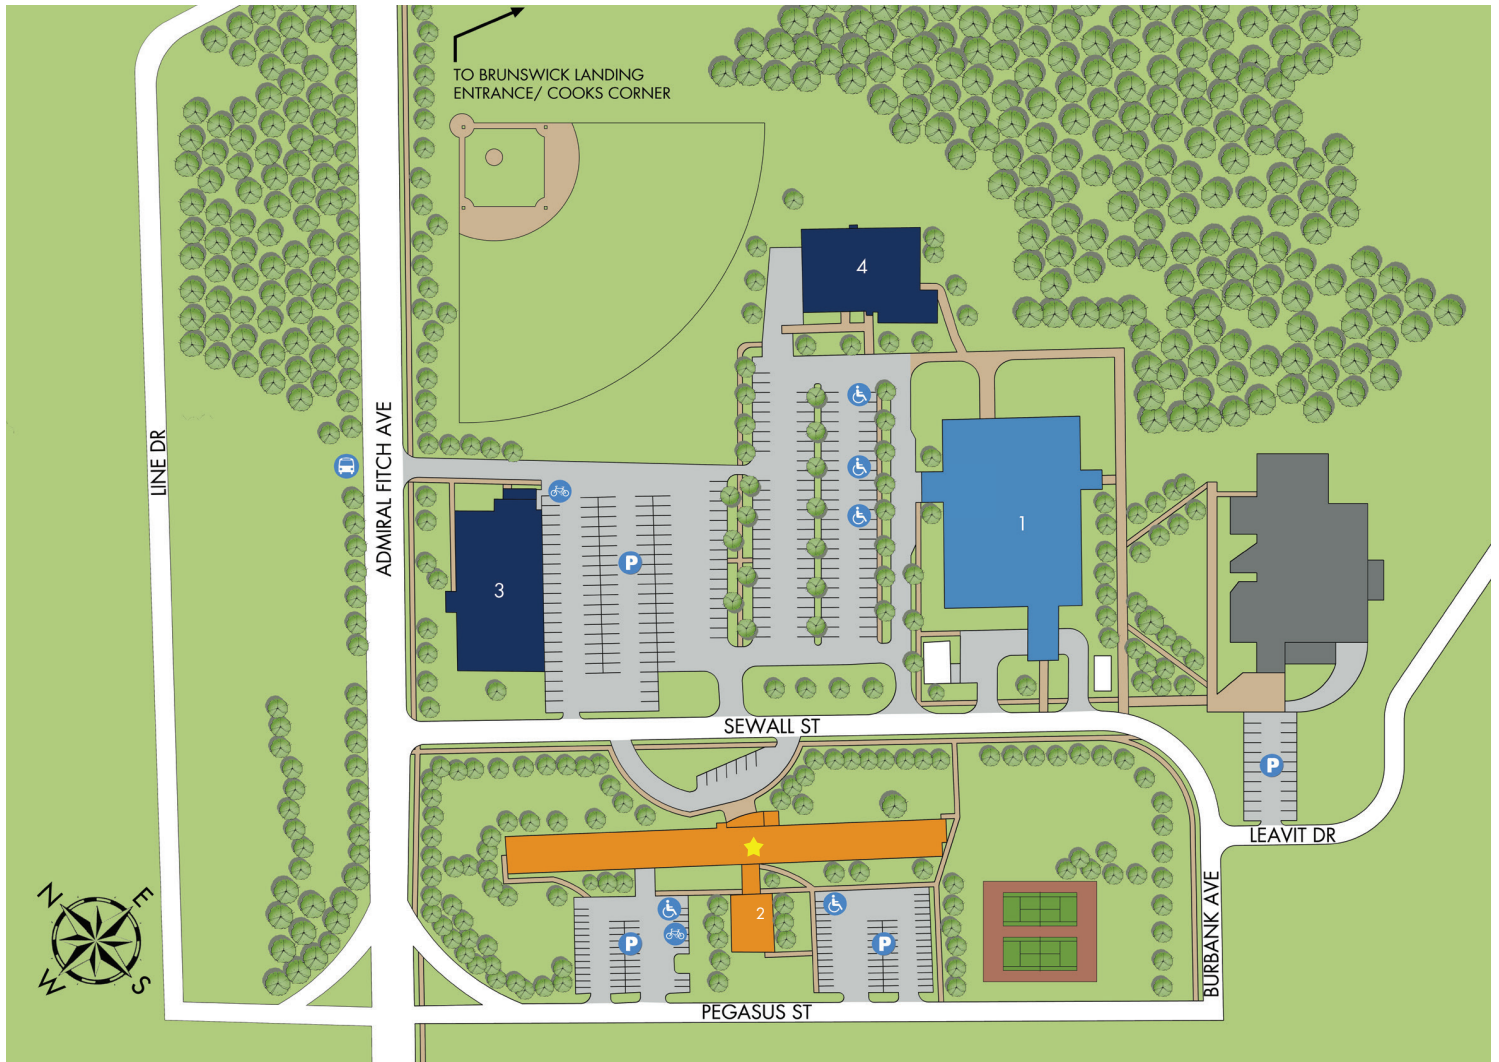 TO BRUNSWICK LANDING
ENTRANCE/ COOKS CORNER
4
LINE DR
ADMIRAL FITCH AVE
1
3
P
SEWALL ST
P
LEAVIT DR
N
E
W
S
2
P
P
BURBANK AVE
PEGASUS ST